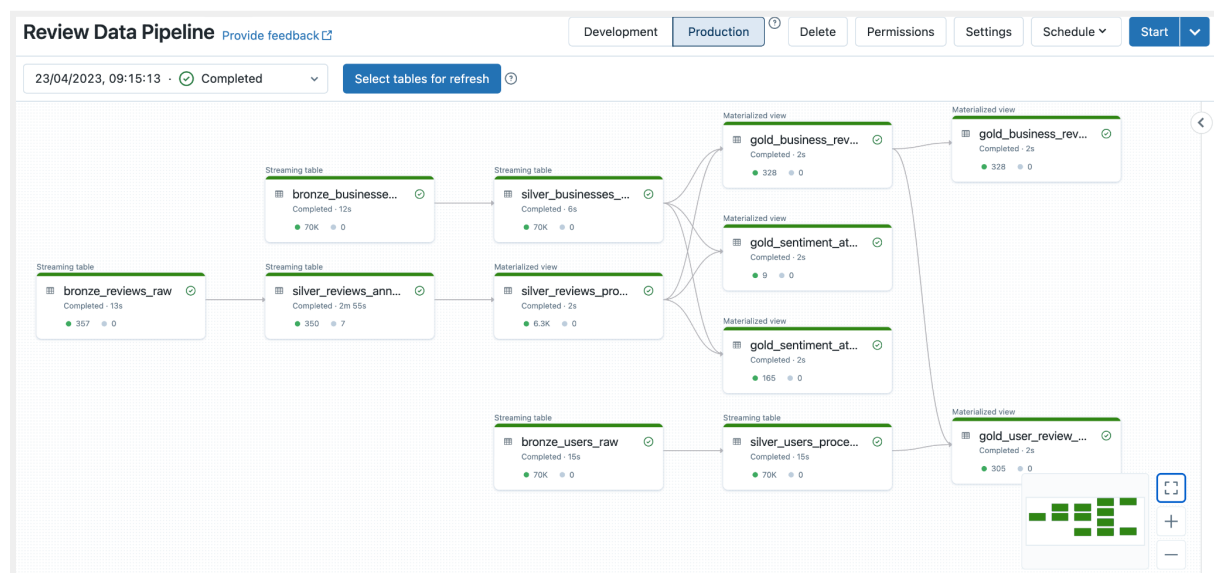 Review Data Pipeline Provide feedback
Development Production ? Delete Permissions Settings Schedule Start
23/04/2023, 09:15:13 · Completed
Select tables for refresh ?
Materialized view
gold_business_rev...
Completed · 2s
328 0
Materialized view
gold_business_rev...
Completed · 2s
328 0
Streaming table
bronze_businesse...
Completed · 12s
70K 0
Streaming table
silver_businesses_...
Completed · 6s
70K 0
Materialized view
gold_sentiment_at...
Completed · 2s
9 0
Streaming table
bronze_reviews_raw
Completed · 13s
357 0
Streaming table
silver_reviews_ann...
Completed · 2m 55s
350 7
Materialized view
silver_reviews_pro...
Completed · 2s
6.3K 0
Materialized view
gold_sentiment_at...
Completed · 2s
165 0
Streaming table
bronze_users_raw
Completed · 15s
70K 0
Streaming table
silver_users_proce...
Completed · 15s
70K 0
Materialized view
gold_user_review_...
Completed · 2s
305 0